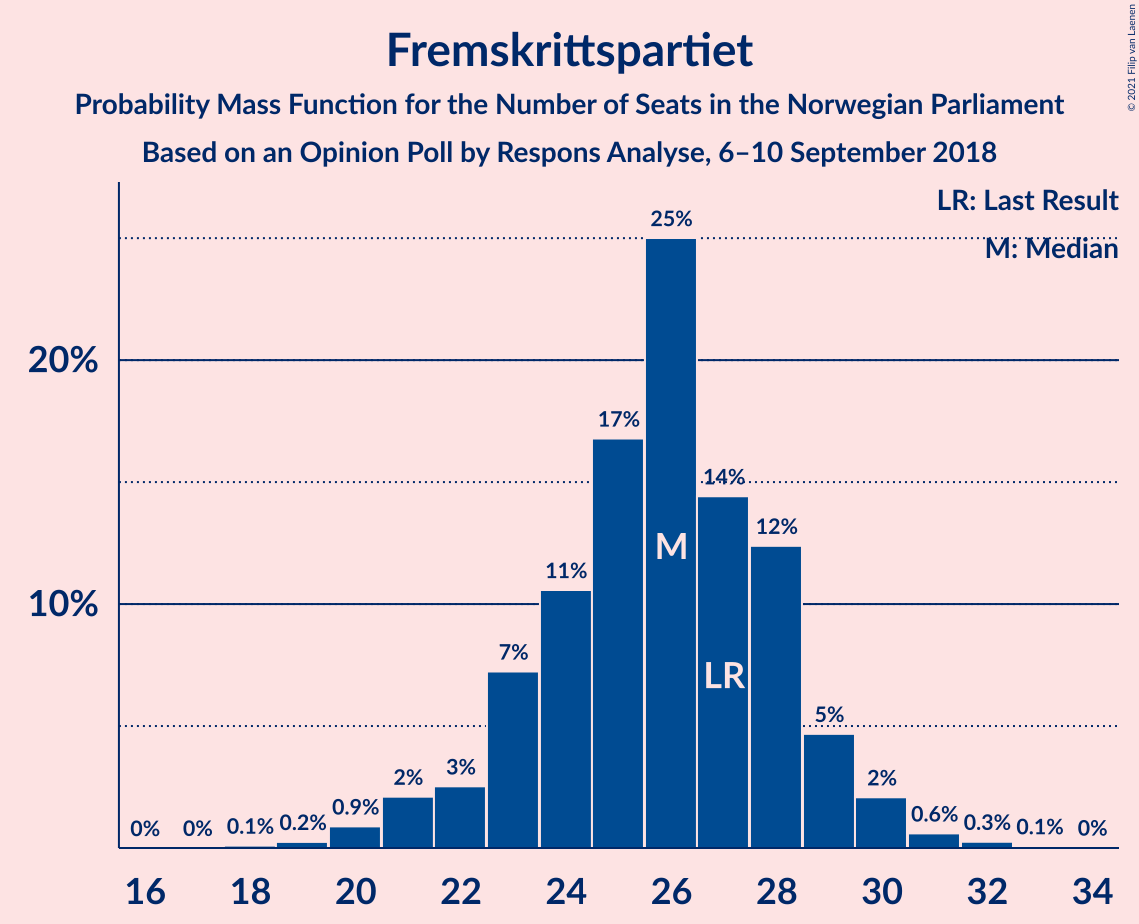 Fremskrittspartiet
Probability Mass Function for the Number of Seats in the Norwegian Parliament
Based on an Opinion Poll by Respons Analyse, 6–10 September 2018
© 2021 Filip van Laenen
LR: Last Result
M: Median
25%
20%
17%
14%
12%
M
11%
10%
7%
LR
5%
2%
3%
2%
0.9%
0.6%
0% 0% 0.1% 0.2% 0.3% 0.1% 0%
16 18 20 22 24 26 28 30 32 34